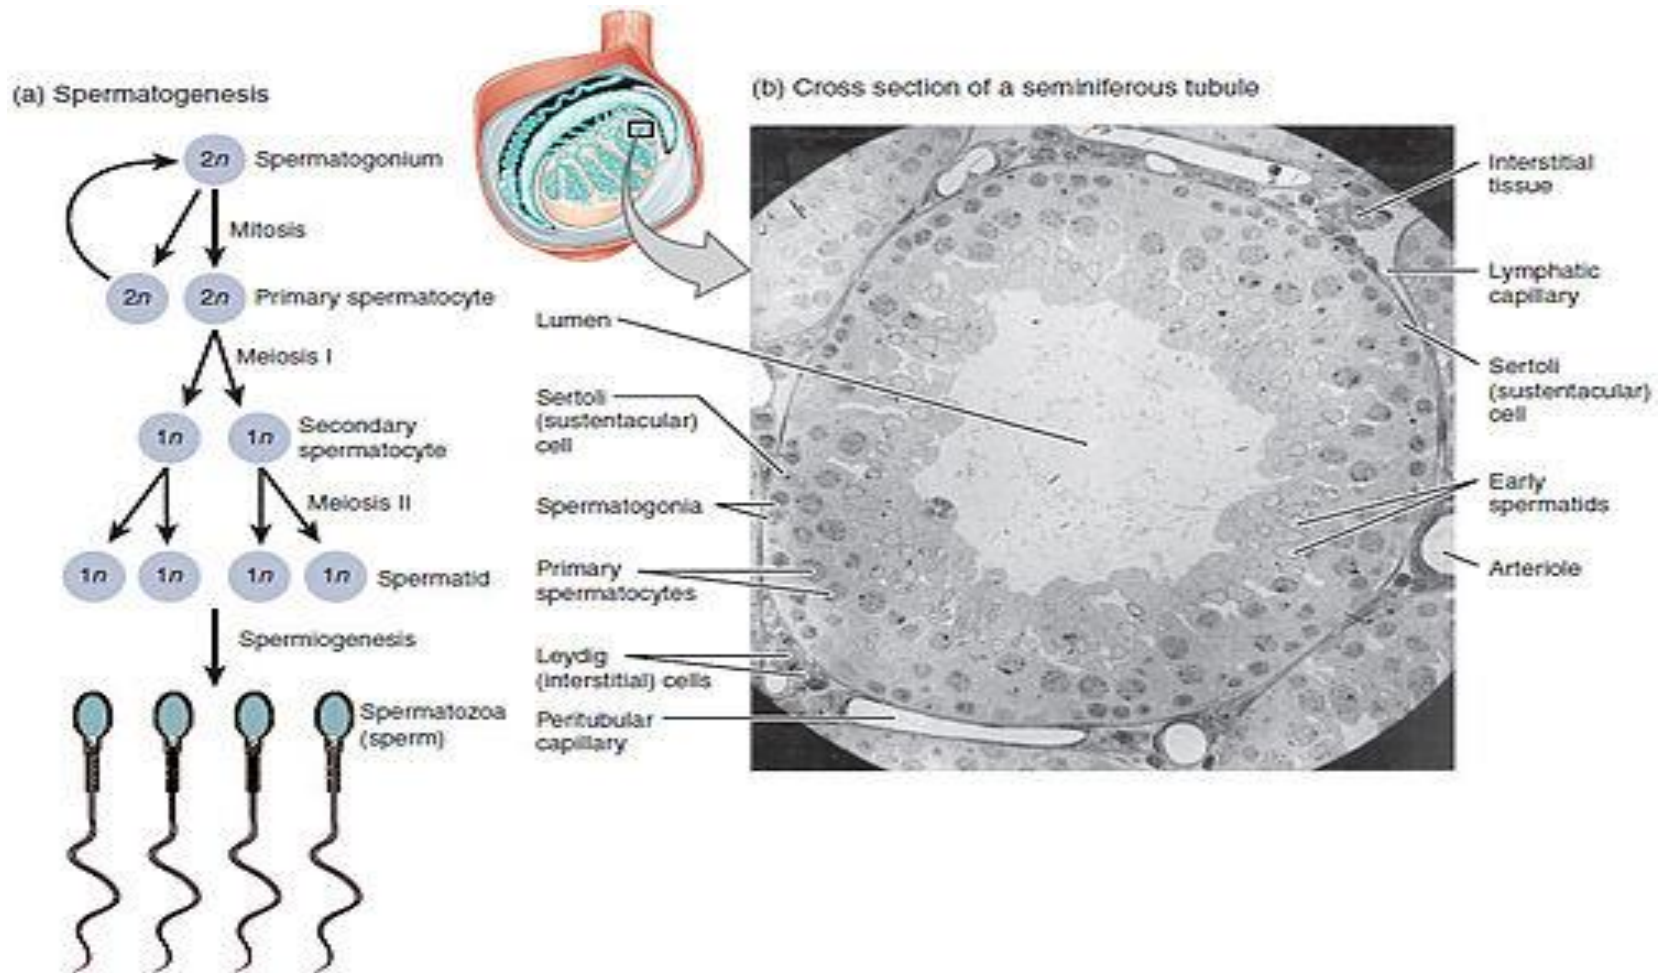 (a) Spermatogenesis
2n
Spermatogonium
Mitosis
2n
2n
Primary spermatocyte
Meiosis I
1n
1n
Secondary
spermatocyte
Meiosis II
1n
1n
1n
1n
Spermatid
Spermiogenesis
Spermatozoa
(sperm)
(b) Cross section of a seminiferous tubule
Lumen
Sertoli
(sustentacular)
cell
Spermatogonia
Primary
spermatocytes
Leydig
(interstitial) cells
Peritubular
capillary
Interstitial
tissue
Lymphatic
capillary
Sertoli
(sustentacular)
cell
Early
spermatids
Arteriole